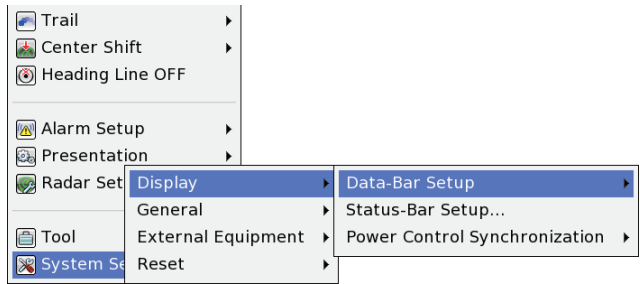 Trail
Center Shift
Heading Line OFF
Alarm Setup
Presentation
Radar Set
Display
Data-Bar Setup
General
Status-Bar Setup...
Tool
External Equipment
Power Control Synchronization
System Se
Reset